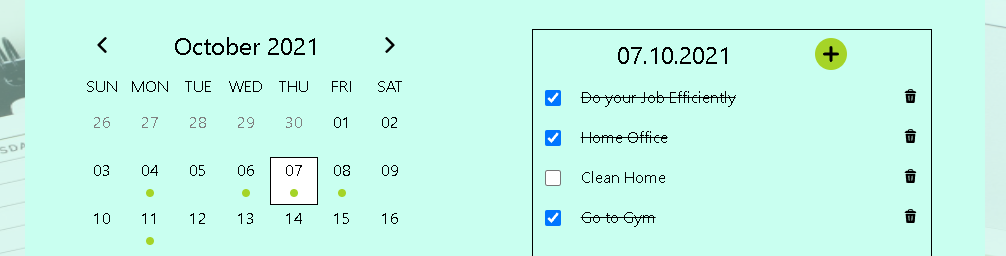 October 2021
SUN MON TUE WED THU FRI SAT
26 27 28 29 30 01 02
03 04 05 06 07 08 09
10 11 12 13 14 15 16
07.10.2021
Do your Job Efficiently
Home Office
Clean Home
Go to Gym
SDA